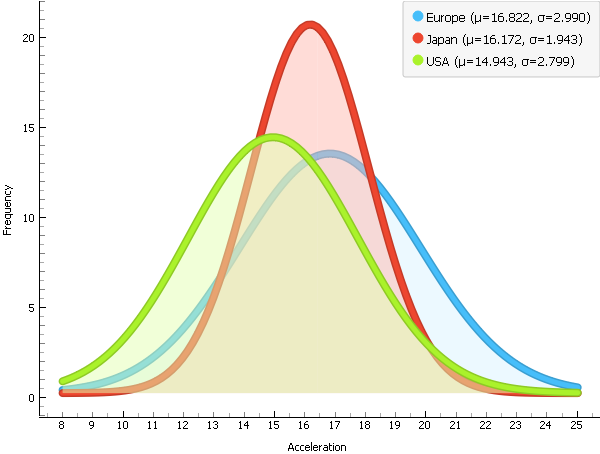 Europe (μ=16.822, σ=2.990)
Japan (μ=16.172, σ=1.943)
USA (μ=14.943, σ=2.799)
Frequency
20
15
10
5
0
8 9 10 11 12 13 14 15 16 17 18 19 20 21 22 23 24 25
Acceleration